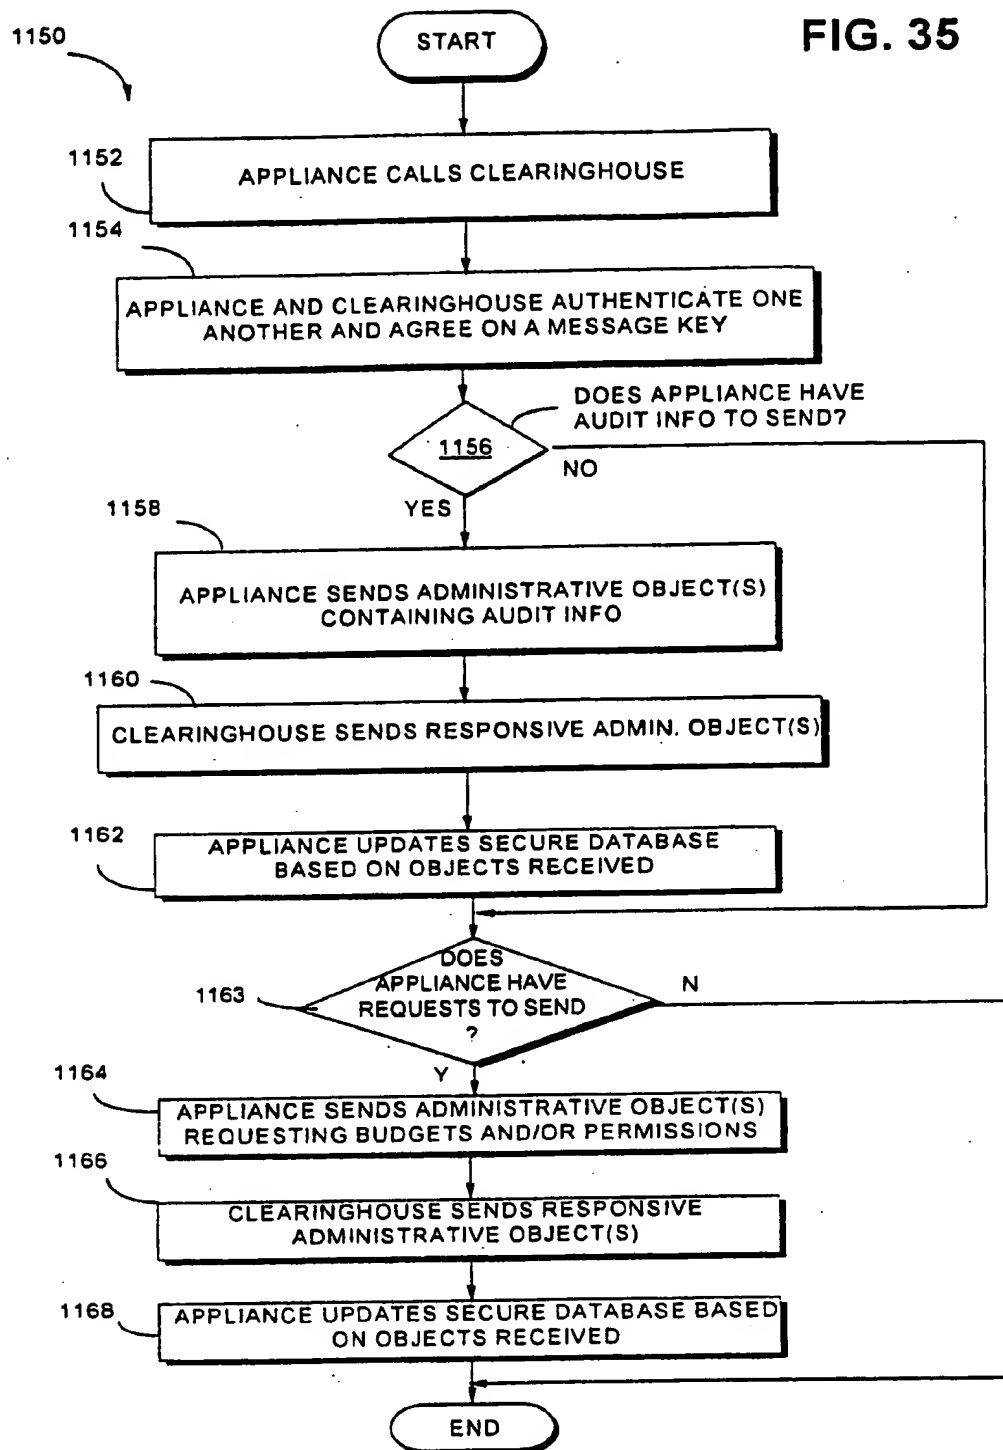 FIG. 35
1150
START
1152
APPLIANCE CALLS CLEARINGHOUSE
1154
APPLIANCE AND CLEARINGHOUSE AUTHENTICATE ONE
ANOTHER AND AGREE ON A MESSAGE KEY
DOES APPLIANCE HAVE
AUDIT INFO TO SEND?
1156
NO
YES
1158
APPLIANCE SENDS ADMINISTRATIVE OBJECT(S)
CONTAINING AUDIT INFO
1160
CLEARINGHOUSE SENDS RESPONSIVE ADMIN. OBJECT(S)
1162
APPLIANCE UPDATES SECURE DATABASE
BASED ON OBJECTS RECEIVED
DOES
APPLIANCE HAVE
REQUESTS TO SEND
?
1163
N
Y
1164
APPLIANCE SENDS ADMINISTRATIVE OBJECT(S)
REQUESTING BUDGETS AND/OR PERMISSIONS
1166
CLEARINGHOUSE SENDS RESPONSIVE
ADMINISTRATIVE OBJECT(S)
1168
APPLIANCE UPDATES SECURE DATABASE BASED
ON OBJECTS RECEIVED
END